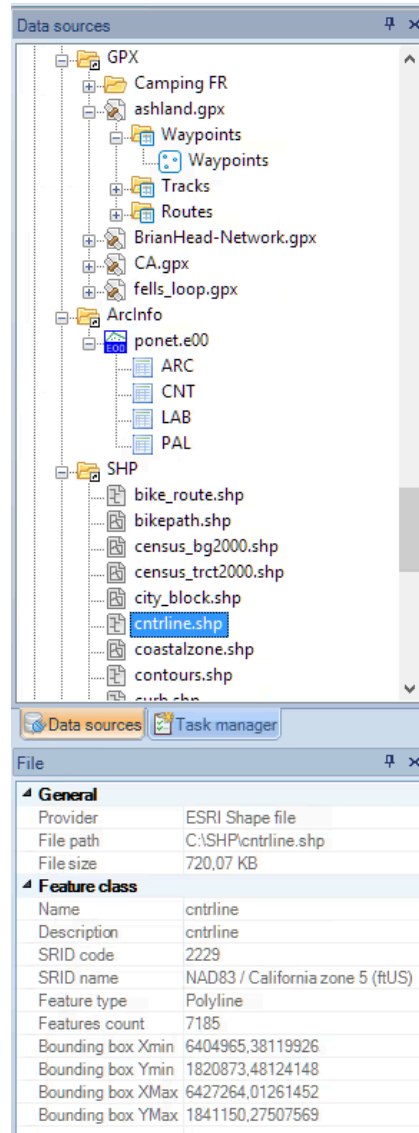 Data sources
GPX
Camping FR
ashland.gpx
Waypoints
Waypoints
Tracks
Routes
BrianHead-Network.gpx
CA.gpx
fells_loop.gpx
ArcInfo
E00 ponet.e00
ARC
CNT
LAB
PAL
SHP
bike_route.shp
bikepath.shp
census_bg2000.shp
census_trct2000.shp
city_block.shp
cntrline.shp
coastalzone.shp
contours.shp
curb.shp
Data sources Task manager
File
General
Provider ESRI Shape file
File path C:\SHP\cntrline.shp
File size 720,07 KB
Feature class
Name cntrline
Description cntrline
SRID code 2229
SRID name NAD83 / California zone 5 (ftUS)
Feature type Polyline
Features count 7185
Bounding box Xmin 6404965,38119926
Bounding box Ymin 1820873,48124148
Bounding box XMax 6427264,01261452
Bounding box YMax 1841150,27507569